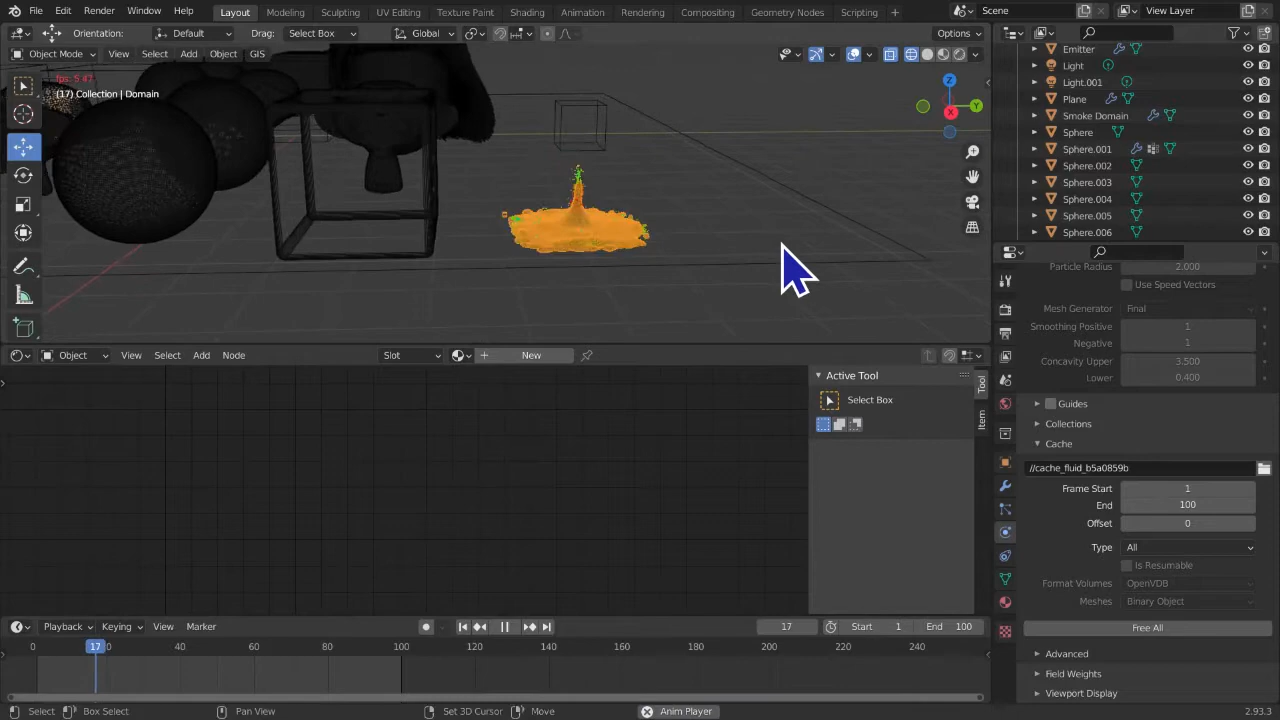 File Edit Render Window Help Layout Modeling Sculpting UV Editing Texture Paint Shading Animation Rendering Compositing Geometry Nodes Scripting + Scene View Layer
Orientation: Default Drag: Select Box Global Options
Object Mode View Select Add Object GIS
(17) Collection | Domain
Z
Y
X
Emitter
Light
Light.001
Plane
Smoke Domain
Sphere
Sphere.001
Sphere.002
Sphere.003
Sphere.004
Sphere.005
Sphere.006
Particle Radius 2.000
Use Speed Vectors
Mesh Generator Final
Smoothing Positive 1
Negative 1
Concavity Upper 3.500
Lower 0.400
Guides
Collections
Cache
//cache_fluid_b5a0859b
Frame Start 1
End 100
Offset 0
Type All
Is Resumable
Format Volumes OpenVDB
Meshes Binary Object
Free All
Advanced
Field Weights
Viewport Display
Object View Select Add Node Slot New
Active Tool
Select Box
Tool
Item
Playback Keying View Marker 17 Start 1 End 100
0 17 40 60 80 100 120 140 160 180 200 220 240
Select Box Select Pan View Set 3D Cursor Move Anim Player 2.93.3